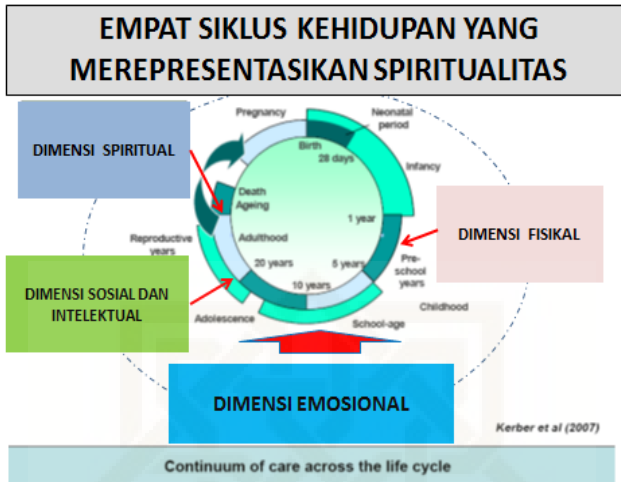 EMPAT SIKLUS KEHIDUPAN YANG
MEREPRESENTASIKAN SPIRITUALITAS
DIMENSI SPIRITUAL
Pregnancy
Neonatal
period
Birth
28 days
Infancy
Death
Ageing
1 year
DIMENSI FISIKAL
Reproductive
years
Adulthood
20 years
5 years
Pre-
school
years
10 years
DIMENSI SOSIAL DAN
INTELEKTUAL
Childhood
Adolescence
School-age
DIMENSI EMOSIONAL
Kerber et al (2007)
Continuum of care across the life cycle